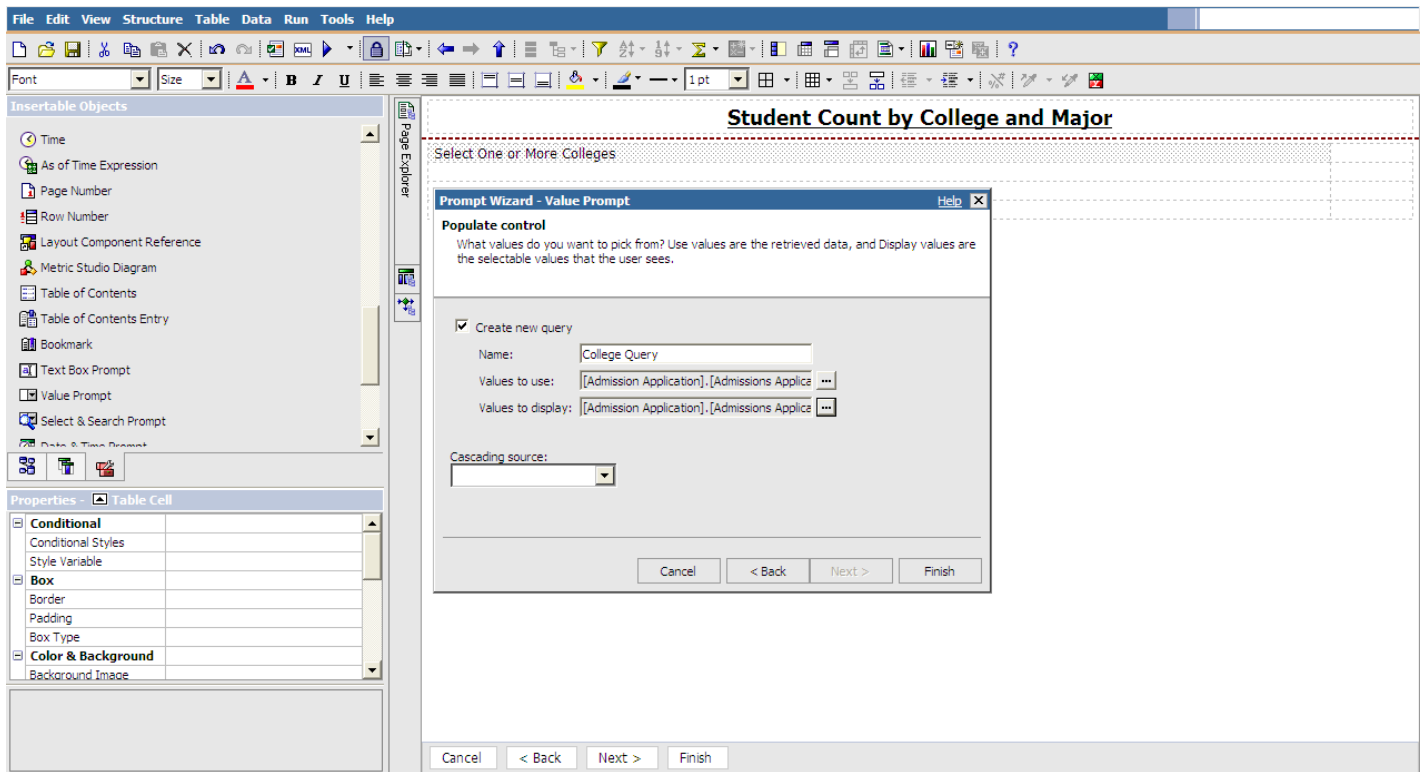 File Edit View Structure Table Data Run Tools Help
XML
?
Font Size A B I U 1 pt
Insertable Objects
Time
As of Time Expression
Page Number
Row Number
Layout Component Reference
Metric Studio Diagram
Table of Contents
Table of Contents Entry
Bookmark
Text Box Prompt
Value Prompt
Select & Search Prompt
Date & Time Prompt
Properties - Table Cell
Conditional
Conditional Styles
Style Variable
Box
Border
Padding
Box Type
Color & Background
Background Image
Page Explorer
Student Count by College and Major
Select One or More Colleges
Prompt Wizard - Value Prompt Help X
Populate control
What values do you want to pick from? Use values are the retrieved data, and Display values are
the selectable values that the user sees.
Create new query
Name: College Query
Values to use: [Admission Application].[Admissions Applica ...
Values to display: [Admission Application].[Admissions Applica ...
Cascading source:
Cancel < Back Next > Finish
Cancel < Back Next > Finish